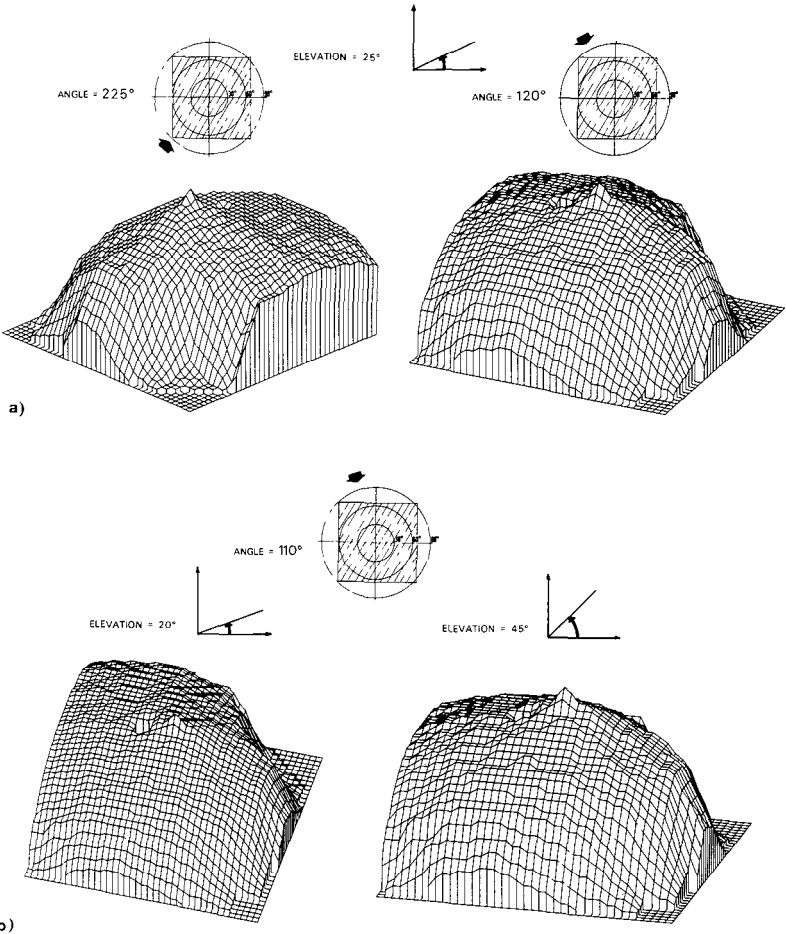 ELEVATION = 25°
ANGLE = 225°
ANGLE = 120°
a)
ANGLE = 110°
ELEVATION = 20°
ELEVATION = 45°
b)